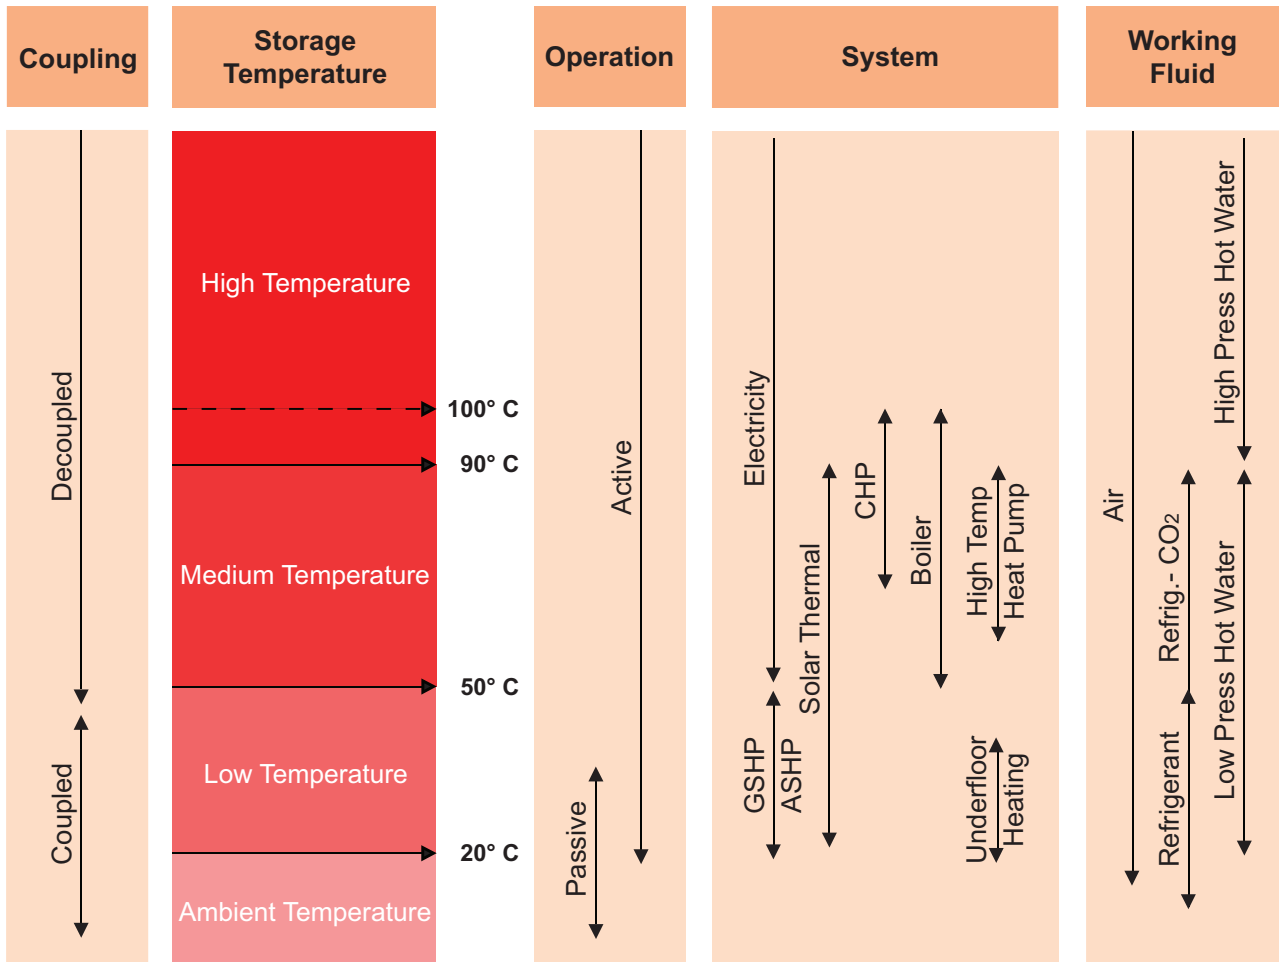 Coupling
Storage
Temperature
Operation
System
Working
Fluid
Decoupled
Coupled
High Temperature
Medium Temperature
Low Temperature
Ambient Temperature
100° C
90° C
50° C
20° C
Active
Passive
Electricity
GSHP
ASHP
Solar Thermal
CHP
Boiler
High Temp
Heat Pump
Underfloor
Heating
Air
Refrig.- CO2
Refrigerant
High Press Hot Water
Low Press Hot Water